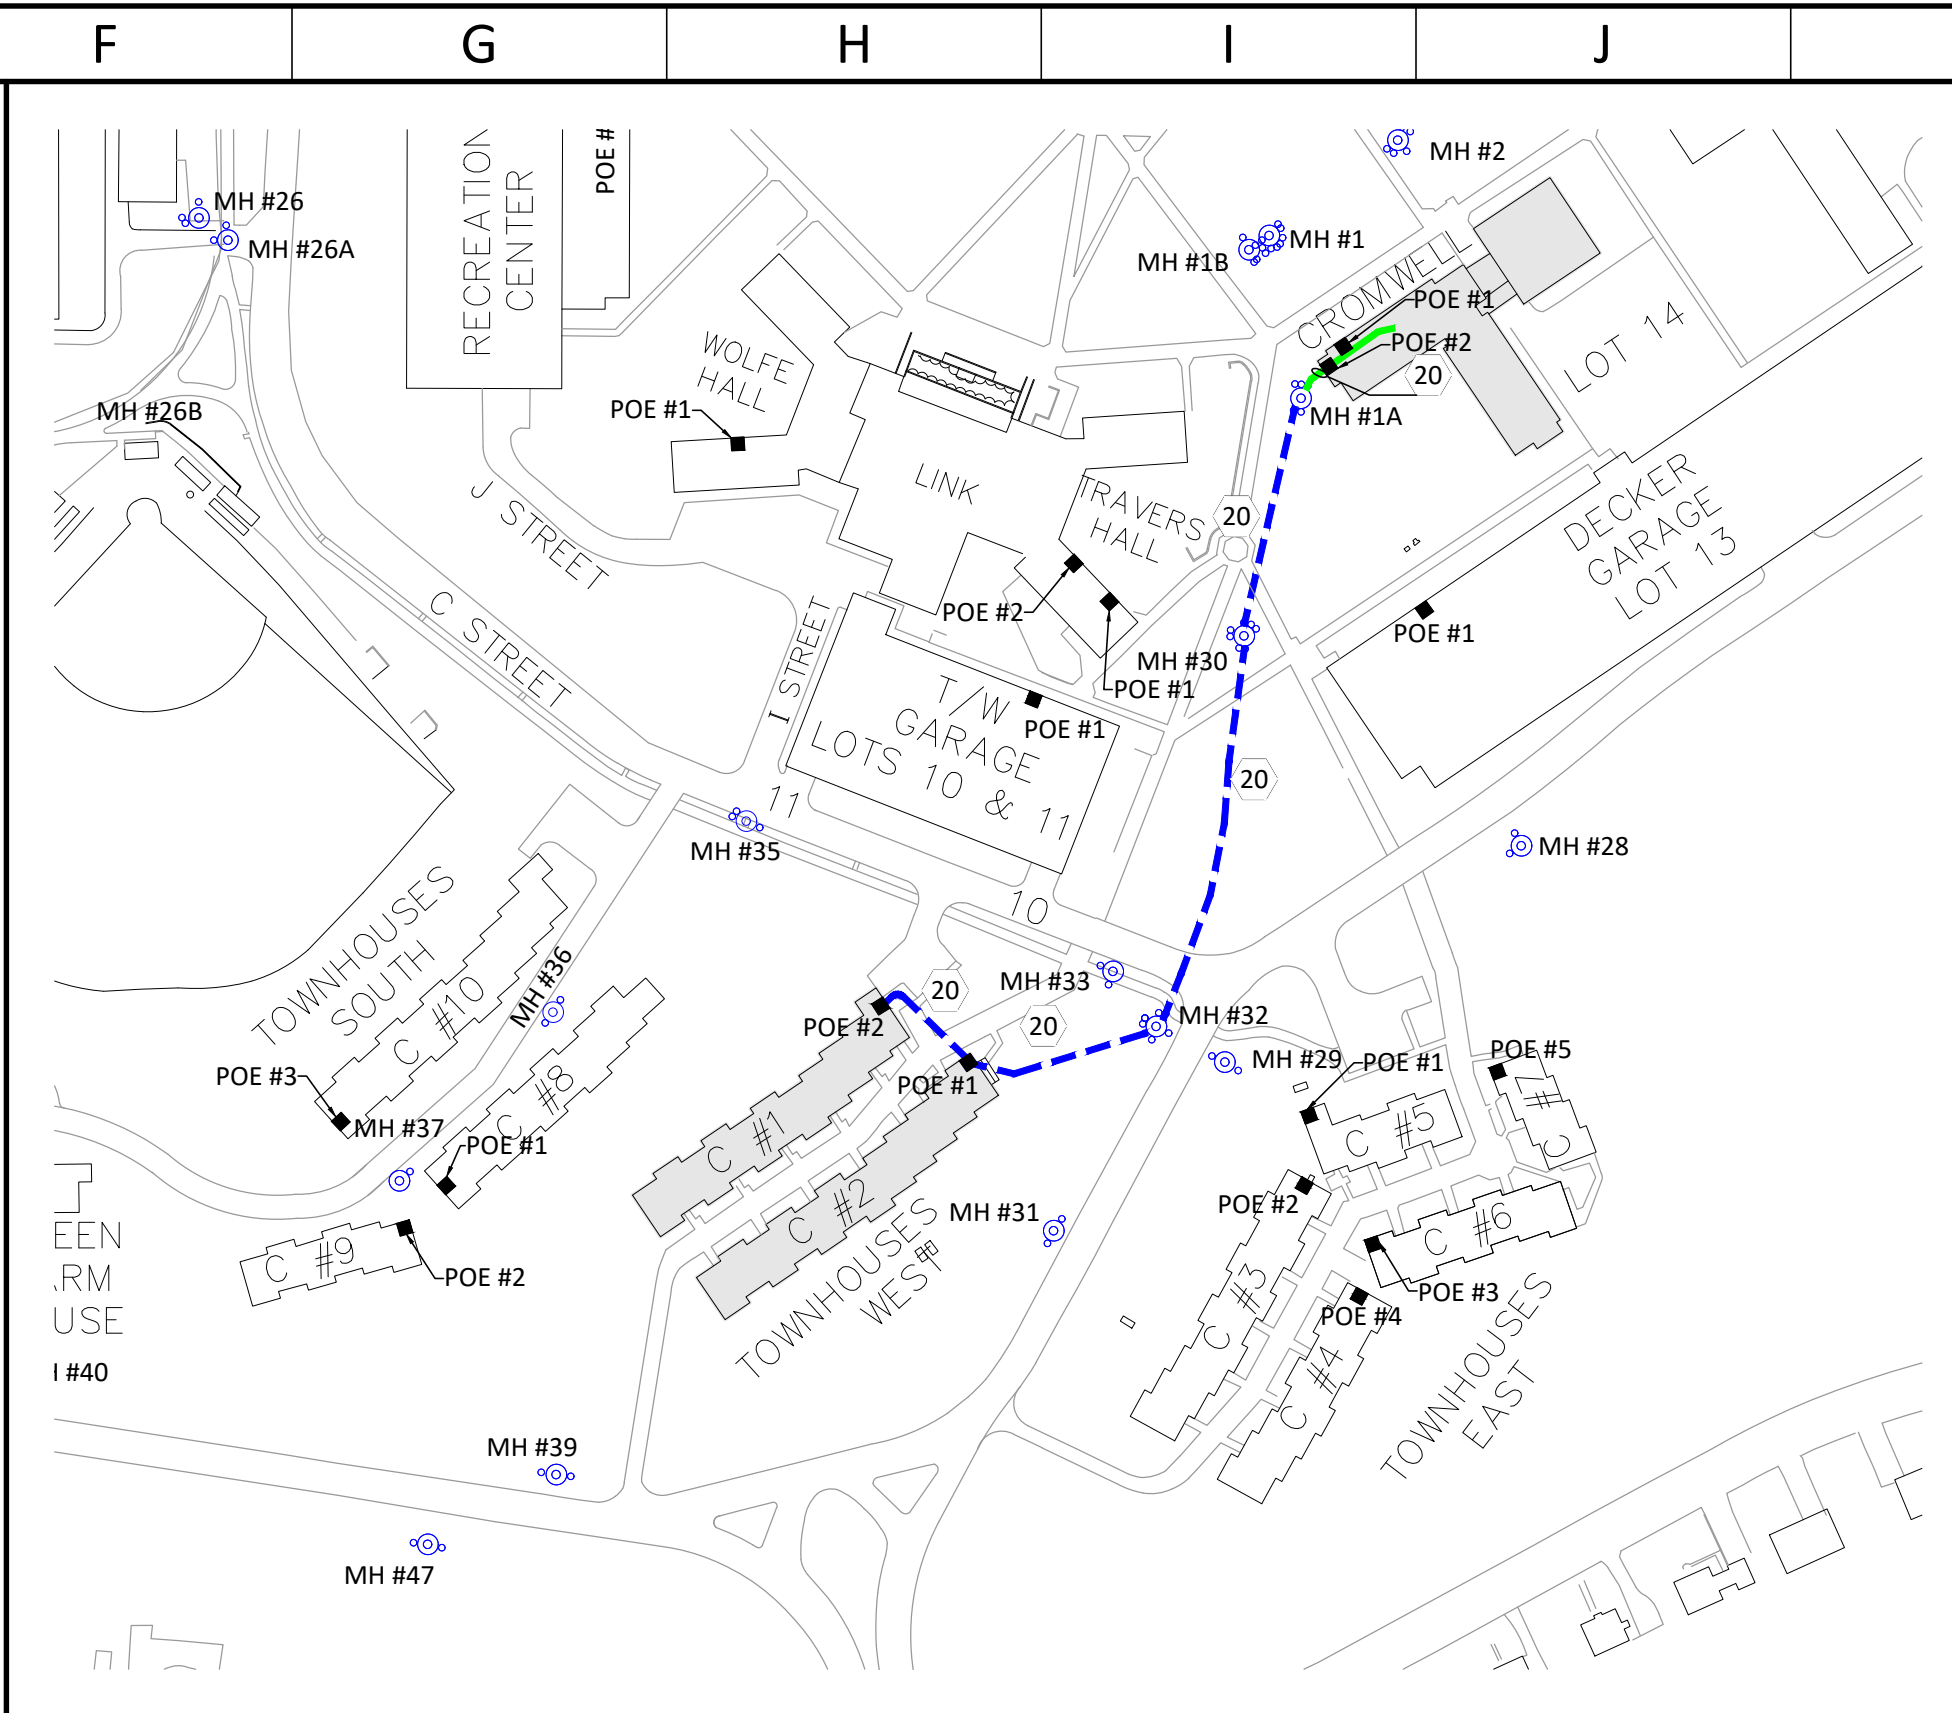 F
G
H
I
J
MH #26
MH #26A
MH #26B
RECREATION
CENTER
POE #
WOLFE
HALL
POE #1
LINK
J STREET
C STREET
I STREET
TRAVERS
HALL
POE #2
POE #1
T/W
GARAGE
LOTS 10 & 11
POE #1
11
10
MH #2
MH #1
MH #1B
CROMWELL
POE #1
POE #2
20
MH #1A
LOT 14
20
DECKER
GARAGE
LOT 13
POE #1
MH #30
20
MH #28
MH #35
TOWNHOUSES
SOUTH
C #10
MH #36
C #8
POE #3
MH #37
POE #1
C #9
POE #2
20
POE #2
MH #33
20
MH #32
POE #1
C #1
C #2
TOWNHOUSES
WEST
MH #31
MH #29
POE #1
POE #5
C #5
C #7
POE #2
C #6
C #3
POE #3
POE #4
C #4
TOWNHOUSES
EAST
EEN
ARM
USE
#40
MH #39
MH #47